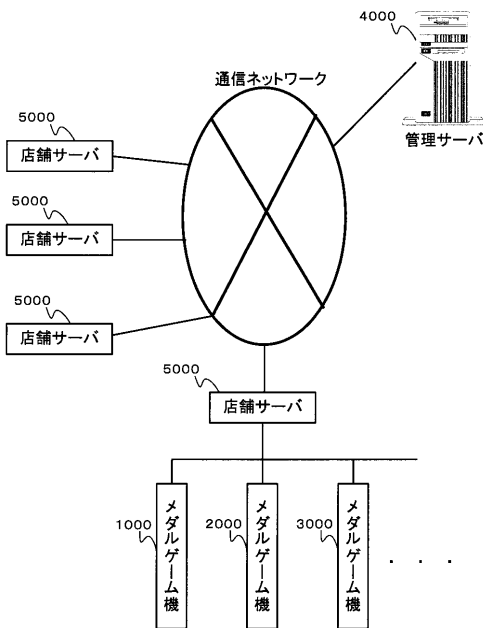 4000
通信ネットワーク
管理サーバ
5000
店舗サーバ
5000
店舗サーバ
5000
店舗サーバ
5000
店舗サーバ
1000
メダルゲーム機
2000
メダルゲーム機
3000
メダルゲーム機
・・・